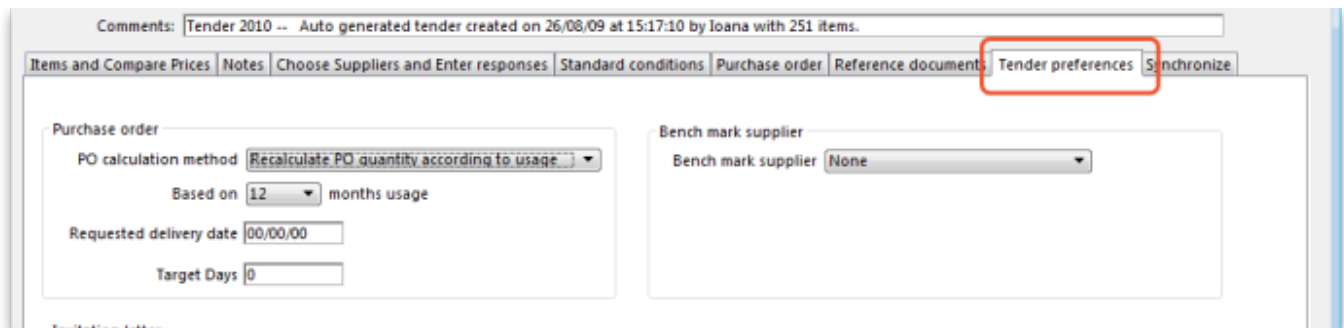 Comments: Tender 2010 -- Auto generated tender created on 26/08/09 at 15:17:10 by Ioana with 251 items.
Items and Compare Prices Notes Choose Suppliers and Enter responses Standard conditions Purchase order Reference documents Tender preferences Synchronize
Purchase order
PO calculation method Recalculate PO quantity according to usage
Based on 12 months usage
Requested delivery date 00/00/00
Target Days 0
Bench mark supplier
Bench mark supplier None